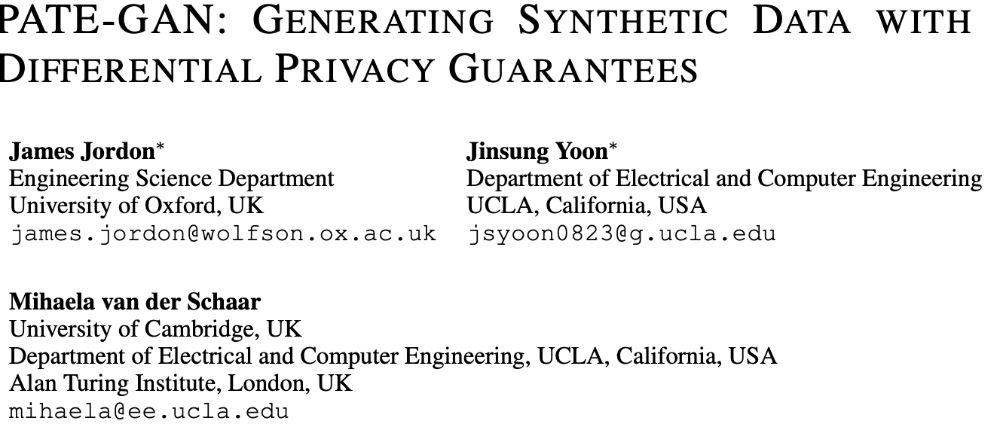 PATE-GAN: GENERATING SYNTHETIC DATA WITH
DIFFERENTIAL PRIVACY GUARANTEES
James Jordon*
Engineering Science Department
University of Oxford, UK
james.jordon@wolfson.ox.ac.uk
Jinsung Yoon*
Department of Electrical and Computer Engineering
UCLA, California, USA
jsyoon0823@g.ucla.edu
Mihaela van der Schaar
University of Cambridge, UK
Department of Electrical and Computer Engineering, UCLA, California, USA
Alan Turing Institute, London, UK
mihaela@ee.ucla.edu